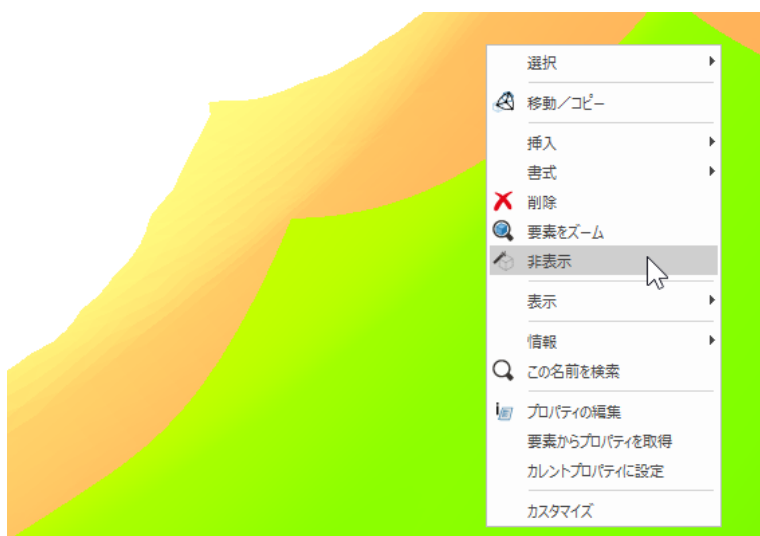 選択
移動／コピー
挿入
書式
削除
要素をズーム
非表示
表示
情報
この名前を検索
プロパティの編集
要素からプロパティを取得
カレントプロパティに設定
カスタマイズ